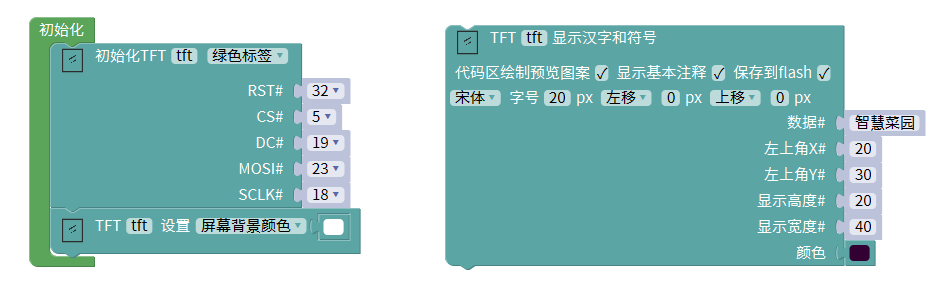 初始化
初始化TFT tft 绿色标签
RST# 32
CS# 5
DC# 19
MOSI# 23
SCLK# 18
TFT tft 设置 屏幕背景颜色
TFT tft 显示汉字和符号
代码区绘制预览图案 显示基本注释 保存到flash
宋体 字号 20 px 左移 0 px 上移 0 px
数据# 智慧菜园
左上角X# 20
左上角Y# 30
显示高度# 20
显示宽度# 40
颜色